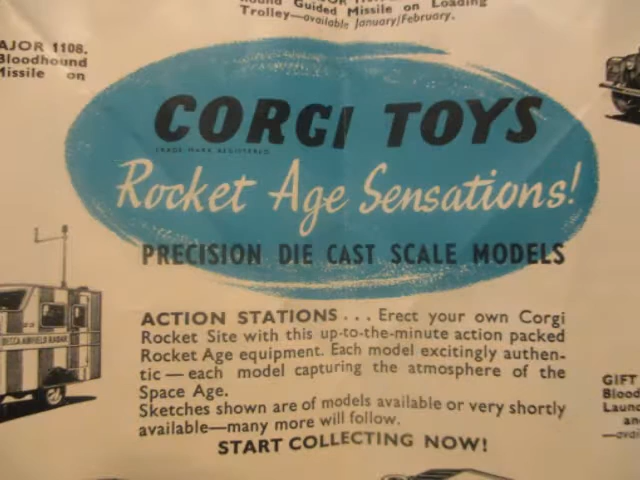 Guided Missile on Loading
Trolley—available January/February.
AJOR 1108.
Bloodhound
Missile on
CORGI TOYS
TRADE MARK REGISTERED
Rocket Age Sensations!
PRECISION DIE CAST SCALE MODELS
DECCA AIRFIELD RADAR
ACTION STATIONS . . . Erect your own Corgi
Rocket Site with this up-to-the-minute action packed
Rocket Age equipment. Each model excitingly authen-
tic — each model capturing the atmosphere of the
Space Age.
Sketches shown are of models available or very shortly
available—many more will follow.
START COLLECTING NOW!
GIFT
Blood
Laun
an
—avai